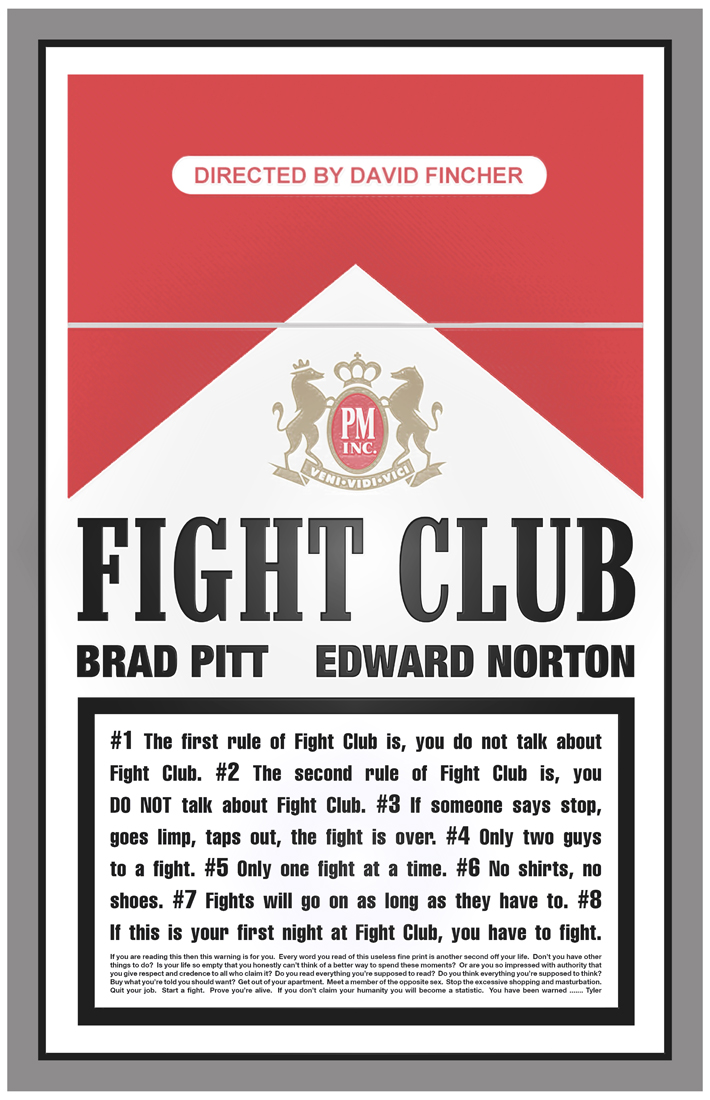 DIRECTED BY DAVID FINCHER
PM
INC.
VENI·VIDI·VICI
FIGHT CLUB
BRAD PITT EDWARD NORTON
#1 The first rule of Fight Club is, you do not talk about
Fight Club. #2 The second rule of Fight Club is, you
DO NOT talk about Fight Club. #3 If someone says stop,
goes limp, taps out, the fight is over. #4 Only two guys
to a fight. #5 Only one fight at a time. #6 No shirts, no
shoes. #7 Fights will go on as long as they have to. #8
If this is your first night at Fight Club, you have to fight.
If you are reading this then this warning is for you. Every word you read of this useless fine print is another second off your life. Don't you have other
things to do? Is your life so empty that you honestly can't think of a better way to spend these moments? Or are you so impressed with authority that
you give respect and credence to all who claim it? Do you read everything you're supposed to read? Do you think everything you're supposed to think?
Buy what you're told you should want? Get out of your apartment. Meet a member of the opposite sex. Stop the excessive shopping and masturbation.
Quit your job. Start a fight. Prove you're alive. If you don't claim your humanity you will become a statistic. You have been warned ...... Tyler